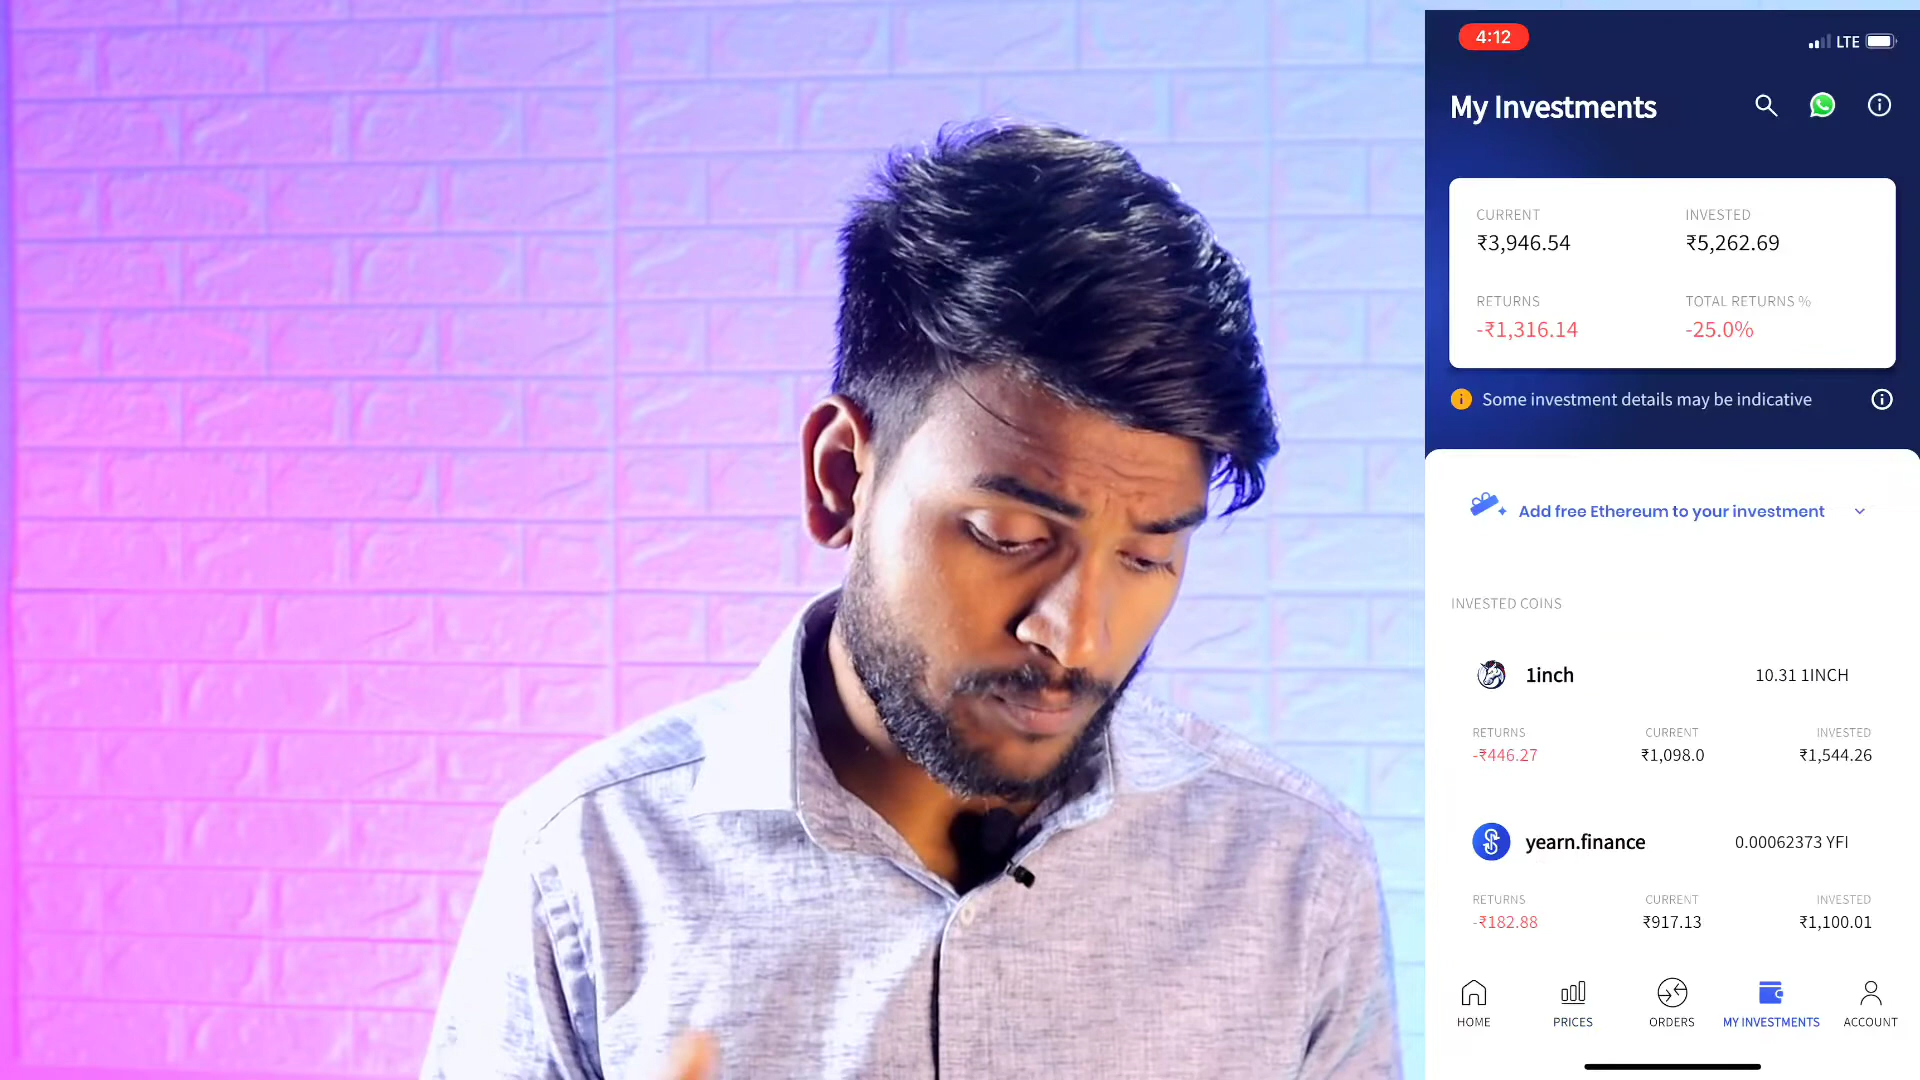 4:12
LTE
My Investments
CURRENT INVESTED
₹3,946.54 ₹5,262.69
RETURNS TOTAL RETURNS %
-₹1,316.14 -25.0%
Some investment details may be indicative
Add free Ethereum to your investment
INVESTED COINS
1inch 10.31 1INCH
RETURNS CURRENT INVESTED
-₹446.27 ₹1,098.0 ₹1,544.26
yearn.finance 0.00062373 YFI
RETURNS CURRENT INVESTED
-₹182.88 ₹917.13 ₹1,100.01
HOME PRICES ORDERS MY INVESTMENTS ACCOUNT